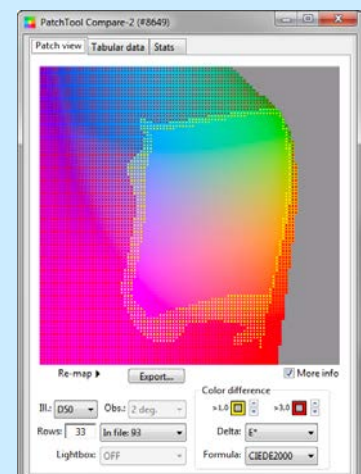 PatchTool Compare-2 (#8649)
Patch view Tabular data Stats
Re-map Export... More info
Color difference
Ill.: D50 Obs.: 2 deg. >1,0 >3,0
Rows: 33 In file: 93 Delta: E*
Lightbox: OFF Formula: CIEDE2000